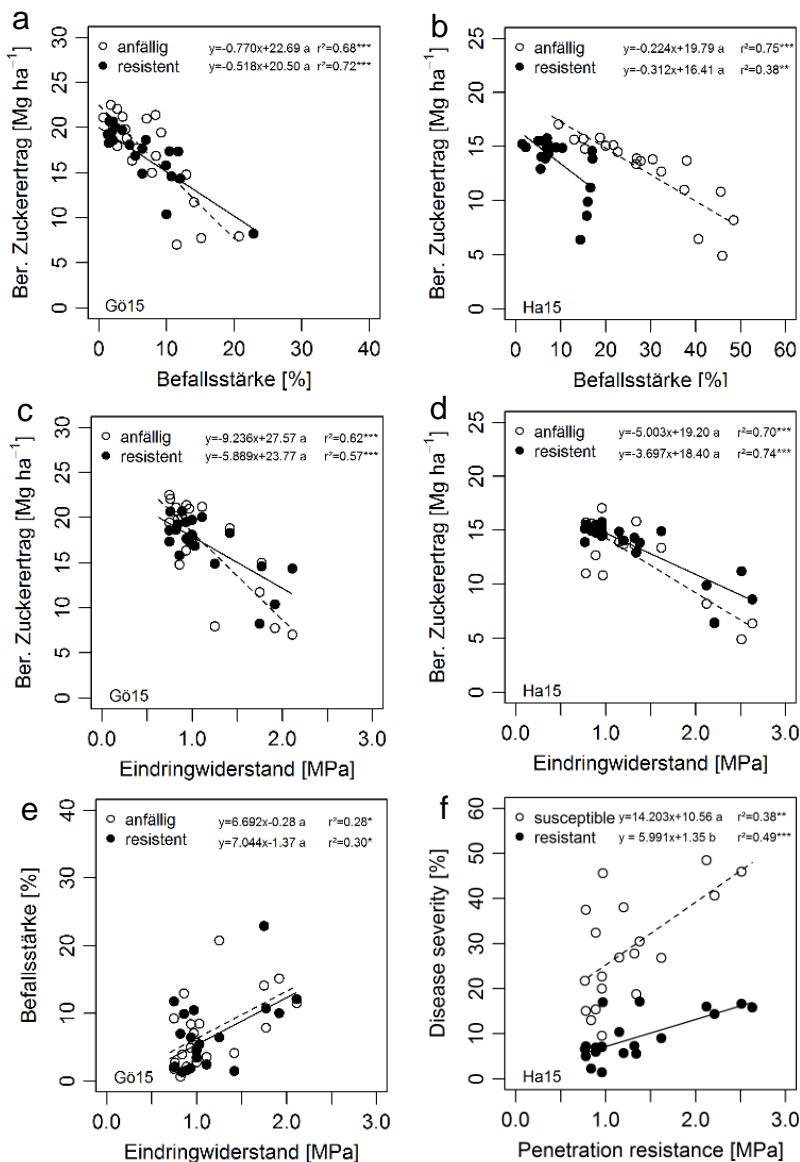 a
30
25
20
15
10
5
0
Ber. Zuckerertrag [Mg ha⁻¹]
anfällig y=-0.770x+22.69 a r²=0.68***
resistent y=-0.518x+20.50 a r²=0.72***
Gö15
0 10 20 30 40
Befallsstärke [%]
b
25
20
15
10
5
0
Ber. Zuckerertrag [Mg ha⁻¹]
anfällig y=-0.224x+19.79 a r²=0.75***
resistent y=-0.312x+16.41 a r²=0.38**
Ha15
0 10 20 30 40 50 60
Befallsstärke [%]
c
30
25
20
15
10
5
0
Ber. Zuckerertrag [Mg ha⁻¹]
anfällig y=-9.236x+27.57 a r²=0.62***
resistent y=-5.889x+23.77 a r²=0.57***
Gö15
0.0 1.0 2.0 3.0
Eindringwiderstand [MPa]
d
25
20
15
10
5
0
Ber. Zuckerertrag [Mg ha⁻¹]
anfällig y=-5.003x+19.20 a r²=0.70***
resistent y=-3.697x+18.40 a r²=0.74***
Ha15
0.0 1.0 2.0 3.0
Eindringwiderstand [MPa]
e
40
30
20
10
0
Befallsstärke [%]
anfällig y=6.692x-0.28 a r²=0.28*
resistent y=7.044x-1.37 a r²=0.30*
Gö15
0.0 1.0 2.0 3.0
Eindringwiderstand [MPa]
f
60
50
40
30
20
10
0
Disease severity [%]
susceptible y=14.203x+10.56 a r²=0.38**
resistant y = 5.991x+1.35 b r²=0.49***
Ha15
0.0 1.0 2.0 3.0
Penetration resistance [MPa]